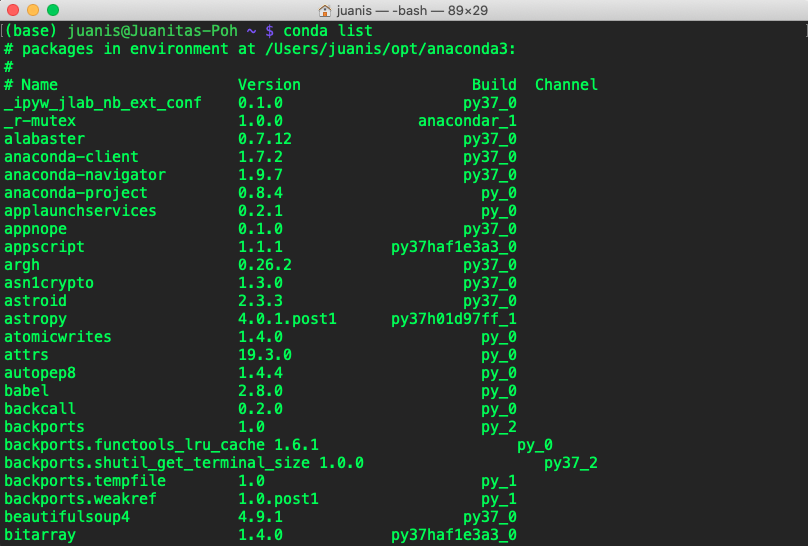 juanis — -bash — 89×29
(base) juanis@Juanitas-Poh ~ $ conda list
# packages in environment at /Users/juanis/opt/anaconda3:
#
# Name                    Version                   Build  Channel
_ipyw_jlab_nb_ext_conf    0.1.0                    py37_0
_r-mutex                  1.0.0               anacondar_1
alabaster                 0.7.12                   py37_0
anaconda-client           1.7.2                    py37_0
anaconda-navigator        1.9.7                    py37_0
anaconda-project          0.8.4                      py_0
applaunchservices         0.2.1                      py_0
appnope                   0.1.0                    py37_0
appscript                 1.1.1            py37haf1e3a3_0
argh                      0.26.2                   py37_0
asn1crypto                1.3.0                    py37_0
astroid                   2.3.3                    py37_0
astropy                   4.0.1.post1      py37h01d97ff_1
atomicwrites              1.4.0                      py_0
attrs                     19.3.0                     py_0
autopep8                  1.4.4                      py_0
babel                     2.8.0                      py_0
backcall                  0.2.0                      py_0
backports                 1.0                        py_2
backports.functools_lru_cache 1.6.1                      py_0
backports.shutil_get_terminal_size 1.0.0                    py37_2
backports.tempfile        1.0                        py_1
backports.weakref         1.0.post1                  py_1
beautifulsoup4            4.9.1                    py37_0
bitarray                  1.4.0            py37haf1e3a3_0